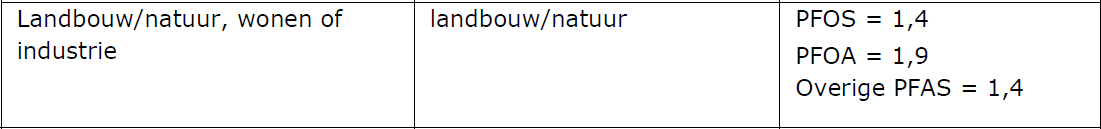 Landbouw/natuur, wonen of
industrie
landbouw/natuur
PFOS = 1,4
PFOA = 1,9
Overige PFAS = 1,4